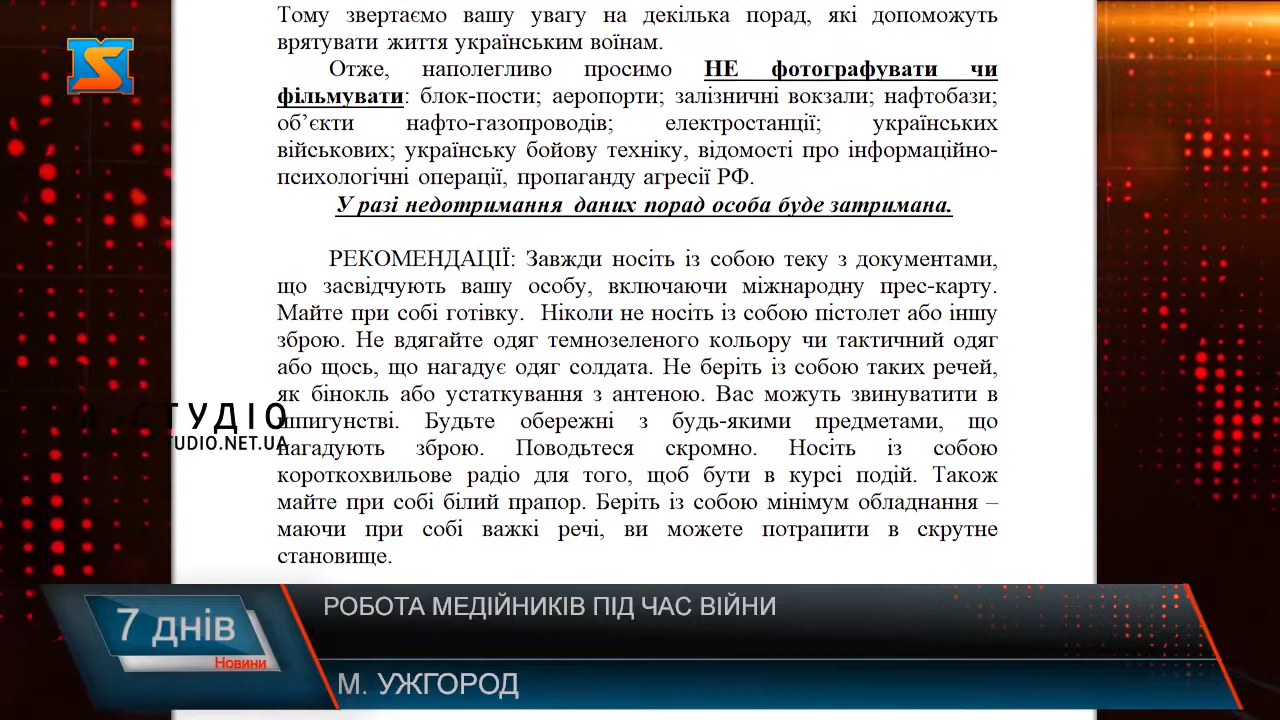 Тому звертаємо вашу увагу на декілька порад, які допоможуть
врятувати життя українським воїнам.
Отже, наполегливо просимо НЕ фотографувати чи
фільмувати: блок-пости; аеропорти; залізничні вокзали; нафтобази;
об’єкти нафто-газопроводів; електростанції; українських
військових; українську бойову техніку, відомості про інформаційно-
психологічні операції, пропаганду агресії РФ.
У разі недотримання даних порад особа буде затримана.
РЕКОМЕНДАЦІЇ: Завжди носіть із собою теку з документами,
що засвідчують вашу особу, включаючи міжнародну прес-карту.
Майте при собі готівку. Ніколи не носіть із собою пістолет або іншу
зброю. Не вдягайте одяг темнозеленого кольору чи тактичний одяг
або щось, що нагадує одяг солдата. Не беріть із собою таких речей,
як бінокль або устаткування з антеною. Вас можуть звинуватити в
шпигунстві. Будьте обережні з будь-якими предметами, що
нагадують зброю. Поводьтеся скромно. Носіть із собою
короткохвильове радіо для того, щоб бути в курсі подій. Також
майте при собі білий прапор. Беріть із собою мінімум обладнання –
маючи при собі важкі речі, ви можете потрапити в скрутне
становище.
СТУДІО
TUDIO.NET.UA
7 днів
Новини
РОБОТА МЕДІЙНИКІВ ПІД ЧАС ВІЙНИ
М. УЖГОРОД